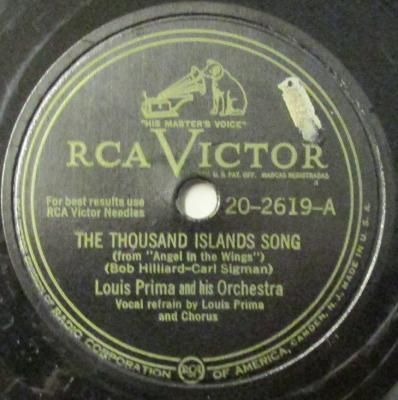 "HIS MASTER'S VOICE"
RCA VICTOR
U. S. PAT. OFF. MARCAS REGISTRADAS
For best results use
RCA Victor Needles
20-2619-A
THE THOUSAND ISLANDS SONG
(from "Angel in the Wings")
(Bob Hilliard-Carl Sigman)
Louis Prima and his Orchestra
Vocal refrain by Louis Prima
and Chorus
RADIO CORPORATION OF AMERICA, CAMDEN, N. J., MADE IN U. S. A.
RCA